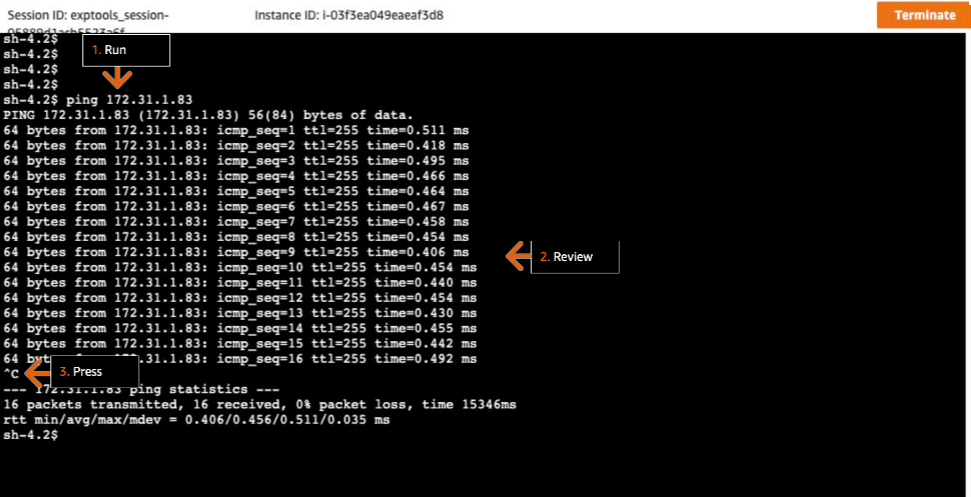 Session ID: exptools_session-
Instance ID: i-03f3ea049eaeaf3d8
Terminate
sh-4.2$
sh-4.2$
1. Run
sh-4.2$
sh-4.2$
sh-4.2$ ping 172.31.1.83
PING 172.31.1.83 (172.31.1.83) 56(84) bytes of data.
64 bytes from 172.31.1.83: icmp_seq=1 ttl=255 time=0.511 ms
64 bytes from 172.31.1.83: icmp_seq=2 ttl=255 time=0.418 ms
64 bytes from 172.31.1.83: icmp_seq=3 ttl=255 time=0.495 ms
64 bytes from 172.31.1.83: icmp_seq=4 ttl=255 time=0.466 ms
64 bytes from 172.31.1.83: icmp_seq=5 ttl=255 time=0.464 ms
64 bytes from 172.31.1.83: icmp_seq=6 ttl=255 time=0.467 ms
64 bytes from 172.31.1.83: icmp_seq=7 ttl=255 time=0.458 ms
64 bytes from 172.31.1.83: icmp_seq=8 ttl=255 time=0.454 ms
64 bytes from 172.31.1.83: icmp_seq=9 ttl=255 time=0.406 ms
2. Review
64 bytes from 172.31.1.83: icmp_seq=10 ttl=255 time=0.454 ms
64 bytes from 172.31.1.83: icmp_seq=11 ttl=255 time=0.440 ms
64 bytes from 172.31.1.83: icmp_seq=12 ttl=255 time=0.454 ms
64 bytes from 172.31.1.83: icmp_seq=13 ttl=255 time=0.430 ms
64 bytes from 172.31.1.83: icmp_seq=14 ttl=255 time=0.455 ms
64 bytes from 172.31.1.83: icmp_seq=15 ttl=255 time=0.442 ms
64 .31.1.83: icmp_seq=16 ttl=255 time=0.492 ms
^C
3. Press
--- 172.31.1.83 ping statistics ---
16 packets transmitted, 16 received, 0% packet loss, time 15346ms
rtt min/avg/max/mdev = 0.406/0.456/0.511/0.035 ms
sh-4.2$